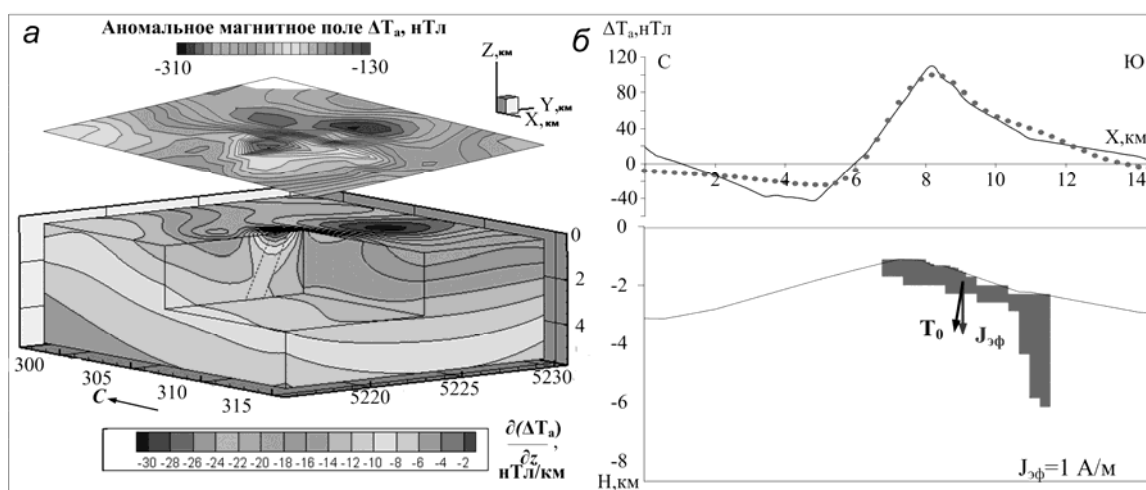 а
Аномальное магнитное поле ΔTₐ, нТл
-310 -130
Z,км
Y,км
X,км
0
2
4
300 305 310 315
5220 5225 5230
С
-30 -28 -26 -24 -22 -20 -18 -16 -14 -12 -10 -8 -6 -4 -2
∂(ΔTₐ)
∂z ,
нТл/км
б
ΔTₐ,нТл
С Ю
120
80
40
X,км
0
2 4 6 8 10 12 14
-40
0
-2
T₀
Jэф
-4
-6
-8
H,км
Jэф=1 А/м